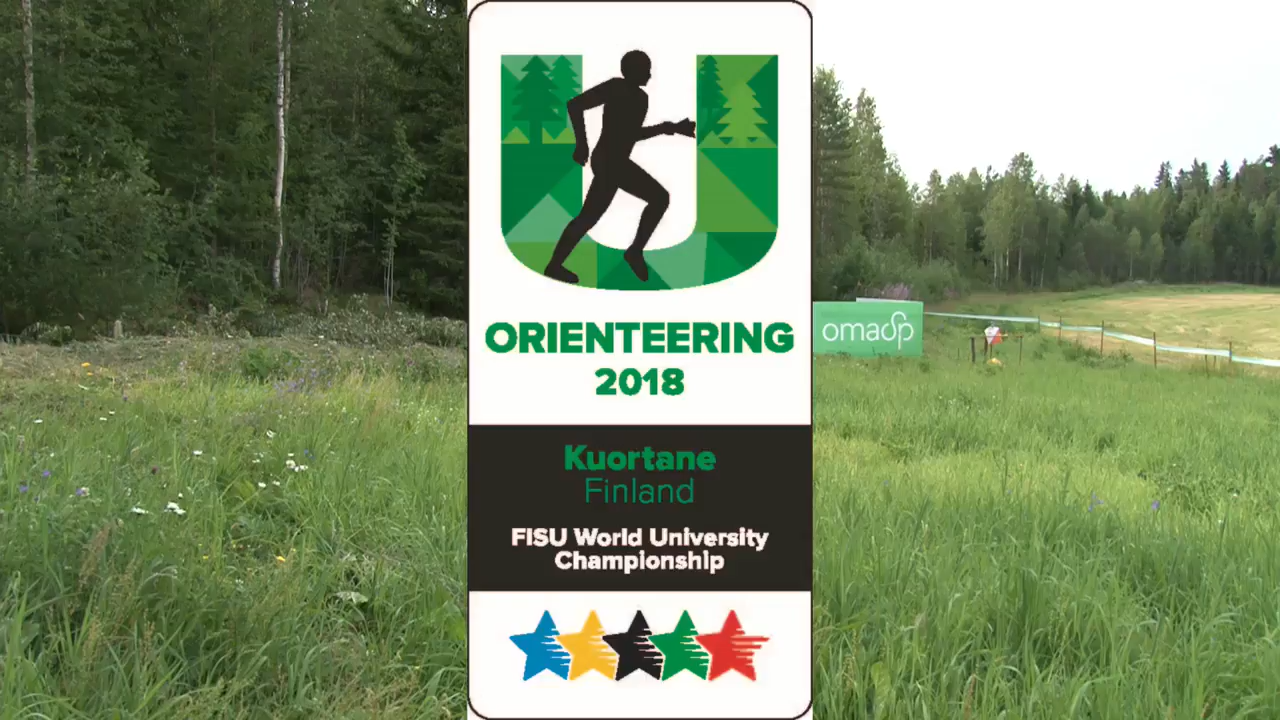 ORIENTEERING
2018
Kuortane
Finland
FISU World University
Championship
omaSp